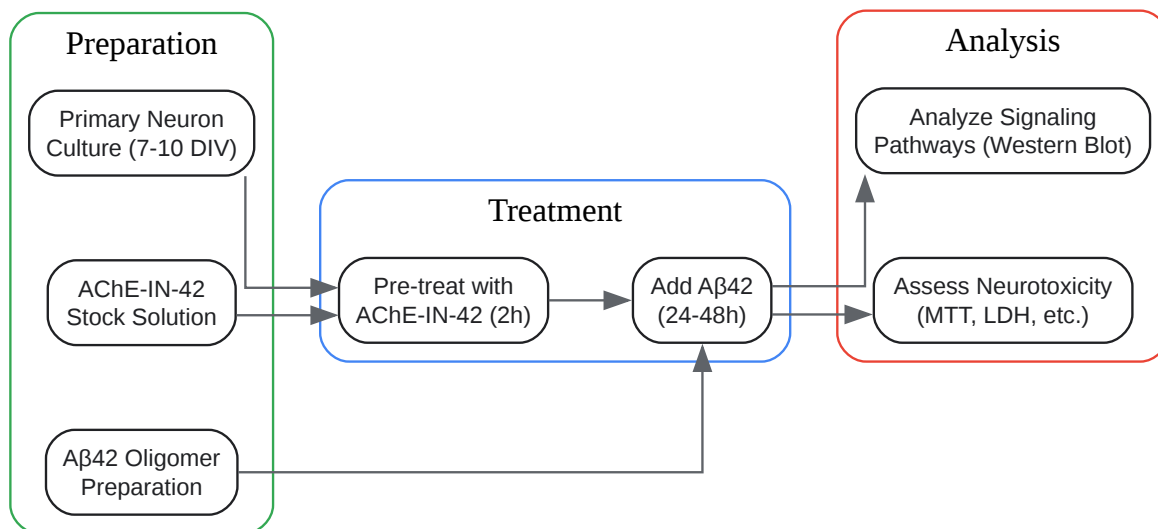 Preparation
Primary Neuron
Culture (7-10 DIV)
AChE-IN-42
Stock Solution
Aβ42 Oligomer
Preparation
Treatment
Pre-treat with
AChE-IN-42 (2h)
Add Aβ42
(24-48h)
Analysis
Analyze Signaling
Pathways (Western Blot)
Assess Neurotoxicity
(MTT, LDH, etc.)